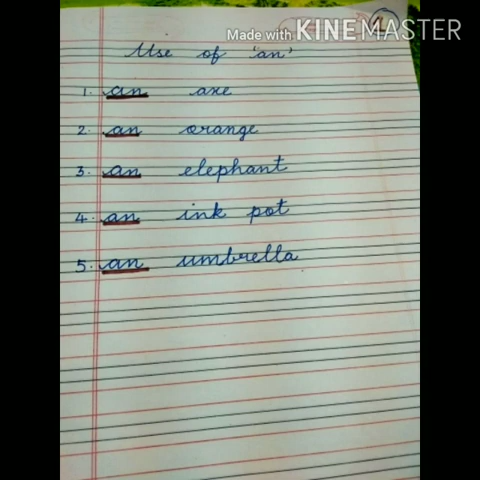 Made with KINEMASTER
Use of 'an'
1. an axe
2. an orange
3. an elephant
4. an ink pot
5. an umbrella